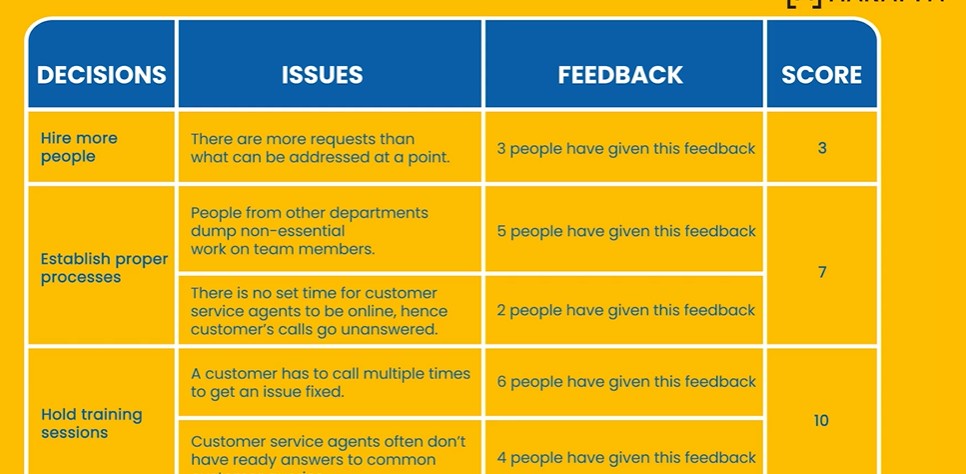 DECISIONS ISSUES FEEDBACK SCORE
Hire more
people
There are more requests than
what can be addressed at a point.
3 people have given this feedback
3
Establish proper
processes
People from other departments
dump non-essential
work on team members.
5 people have given this feedback
7
There is no set time for customer
service agents to be online, hence
customer's calls go unanswered.
2 people have given this feedback
Hold training
sessions
A customer has to call multiple times
to get an issue fixed.
6 people have given this feedback
10
Customer service agents often don't
have ready answers to common
4 people have given this feedback